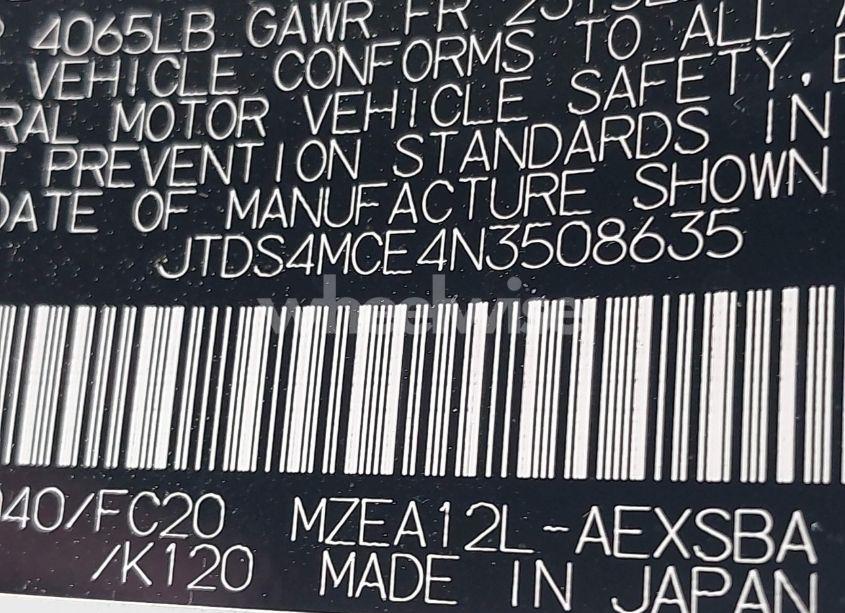 4065LB GAWR FR
VEHICLE CONFORMS TO ALL
RAL MOTOR VEHICLE SAFETY,
T PREVENTION STANDARDS IN
DATE OF MANUFACTURE SHOWN
JTDS4MCE4N3508635
wheelwise
040/FC20 MZEA12L-AEXSBA
/K120 MADE IN JAPAN